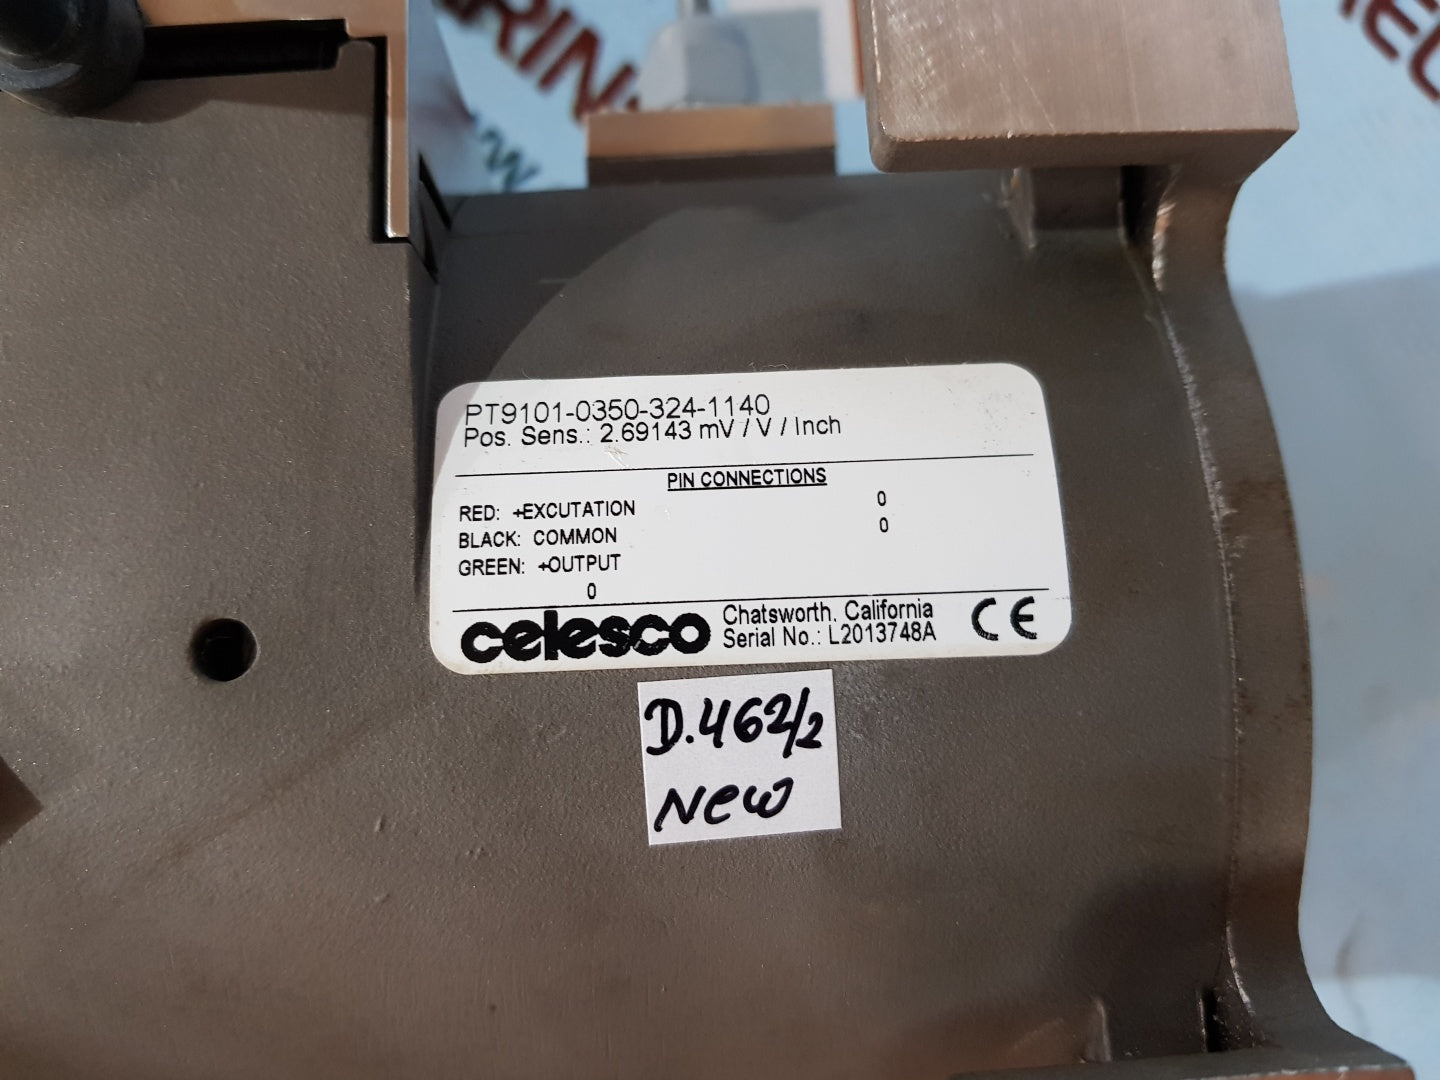 PT9101-0350-324-1140
Pos. Sens.: 2.69143 mV / V / Inch
PIN CONNECTIONS
RED: +EXCUTATION 0
BLACK: COMMON 0
GREEN: +OUTPUT
0
celesco Chatsworth, California
Serial No.: L2013748A CE
D.462/2
New